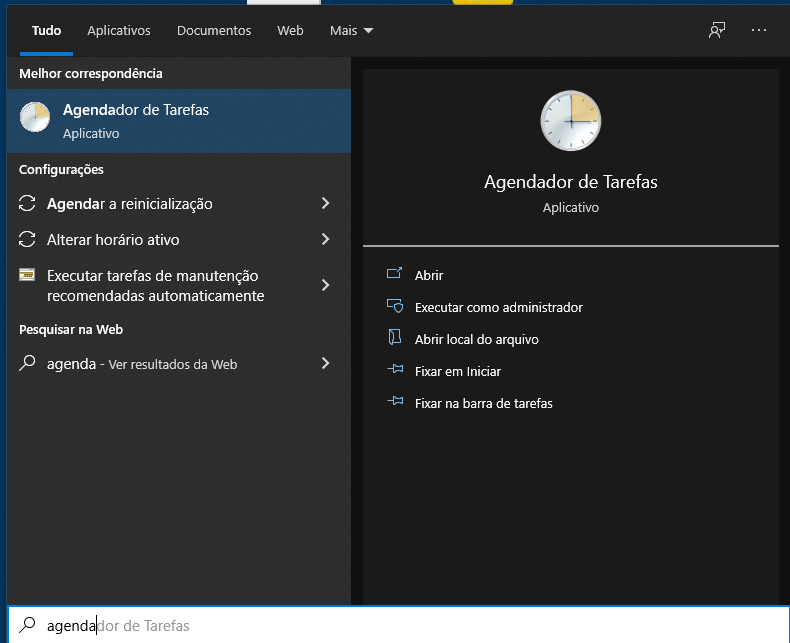 Tudo Aplicativos Documentos Web Mais
Melhor correspondência
Agendador de Tarefas
Aplicativo
Configurações
Agendar a reinicialização
Alterar horário ativo
Executar tarefas de manutenção
recomendadas automaticamente
Pesquisar na Web
agenda - Ver resultados da Web
Agendador de Tarefas
Aplicativo
Abrir
Executar como administrador
Abrir local do arquivo
Fixar em Iniciar
Fixar na barra de tarefas
agendador de Tarefas